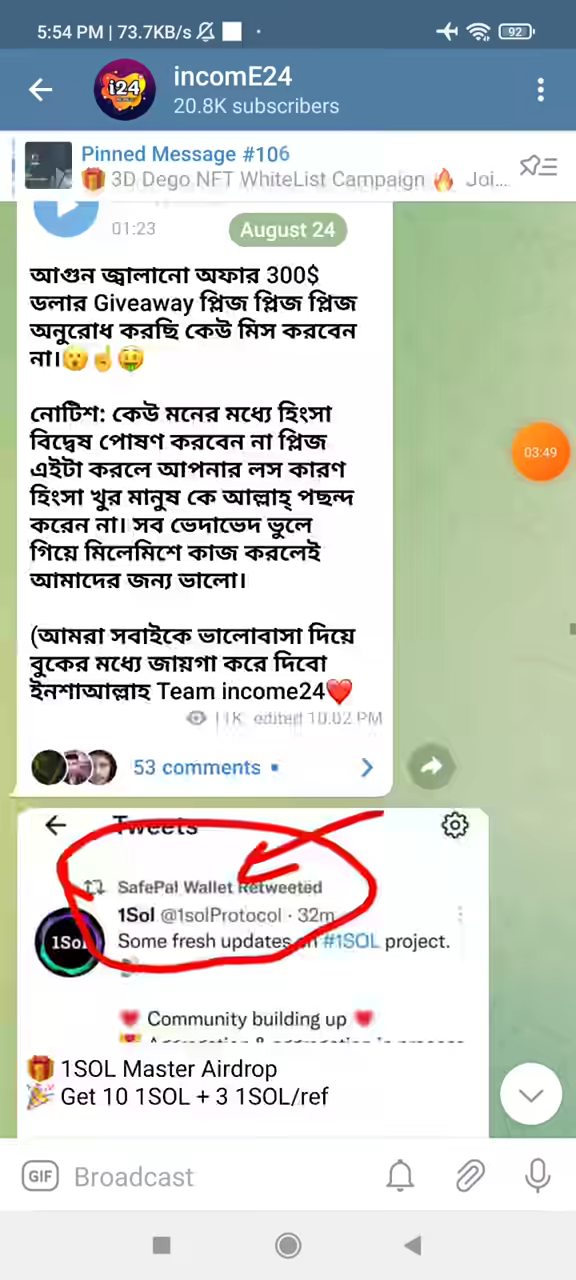 5:54 PM | 73.7KB/s
92
i24
incomE24
20.8K subscribers
Pinned Message #106
🎁 3D Dego NFT WhiteList Campaign 🔥 Joi...
01:23
August 24
আগুন জ্বালানো অফার 300$
ডলার Giveaway প্লিজ প্লিজ প্লিজ
অনুরোধ করছি কেউ মিস করবেন
না।😮☝️🤑
03:49
নোটিশ: কেউ মনের মধ্যে হিংসা
বিদ্বেষ পোষণ করবেন না প্লিজ
এইটা করলে আপনার লস কারণ
হিংসা খুর মানুষ কে আল্লাহ্ পছন্দ
করেন না। সব ভেদাভেদ ভুলে
গিয়ে মিলেমিশে কাজ করলেই
আমাদের জন্য ভালো।
(আমরা সবাইকে ভালোবাসা দিয়ে
বুকের মধ্যে জায়গা করে দিবো
ইনশাআল্লাহ Team income24❤️
11K edited 10:02 PM
53 comments
Tweets
SafePal Wallet Retweeted
1Sol @1solProtocol · 32m
1Sol
Some fresh updates on #1SOL project.
💗 Community building up 💗
🎁 1SOL Master Airdrop
🎉 Get 10 1SOL + 3 1SOL/ref
GIF Broadcast